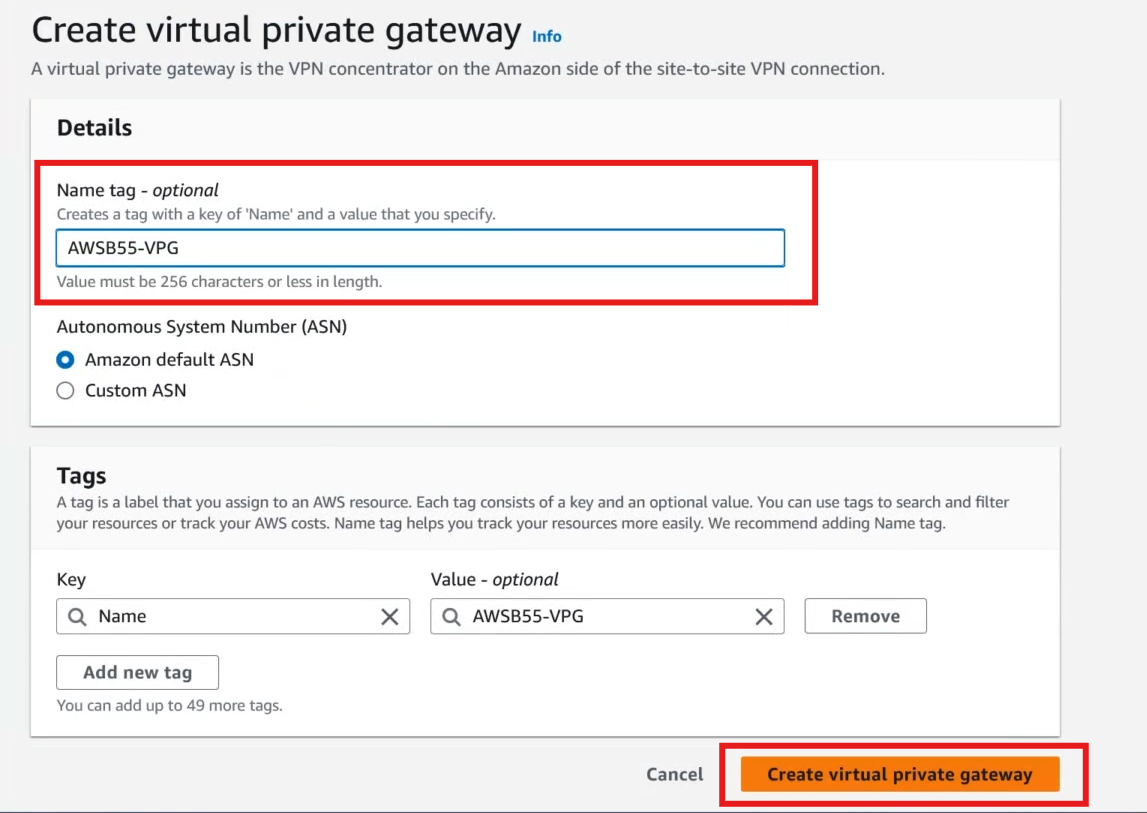 Create virtual private gateway Info
A virtual private gateway is the VPN concentrator on the Amazon side of the site-to-site VPN connection.
Details
Name tag - optional
Creates a tag with a key of 'Name' and a value that you specify.
AWSB55-VPG
Value must be 256 characters or less in length.
Autonomous System Number (ASN)
Amazon default ASN
Custom ASN
Tags
A tag is a label that you assign to an AWS resource. Each tag consists of a key and an optional value. You can use tags to search and filter
your resources or track your AWS costs. Name tag helps you track your resources more easily. We recommend adding Name tag.
Key Value - optional
Name AWSB55-VPG Remove
Add new tag
You can add up to 49 more tags.
Cancel Create virtual private gateway